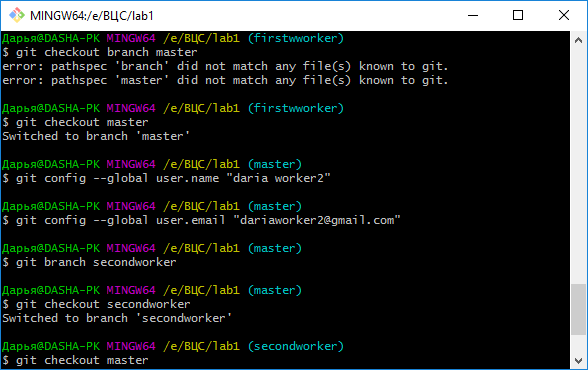 MINGW64:/e/ВЦС/lab1
Дарья@DASHA-PK MINGW64 /e/ВЦС/lab1 (firstwworker)
$ git checkout branch master
error: pathspec 'branch' did not match any file(s) known to git.
error: pathspec 'master' did not match any file(s) known to git.
Дарья@DASHA-PK MINGW64 /e/ВЦС/lab1 (firstwworker)
$ git checkout master
Switched to branch 'master'
Дарья@DASHA-PK MINGW64 /e/ВЦС/lab1 (master)
$ git config --global user.name "daria worker2"
Дарья@DASHA-PK MINGW64 /e/ВЦС/lab1 (master)
$ git config --global user.email "dariaworker2@gmail.com"
Дарья@DASHA-PK MINGW64 /e/ВЦС/lab1 (master)
$ git branch secondworker
Дарья@DASHA-PK MINGW64 /e/ВЦС/lab1 (master)
$ git checkout secondworker
Switched to branch 'secondworker'
Дарья@DASHA-PK MINGW64 /e/ВЦС/lab1 (secondworker)
$ git checkout master